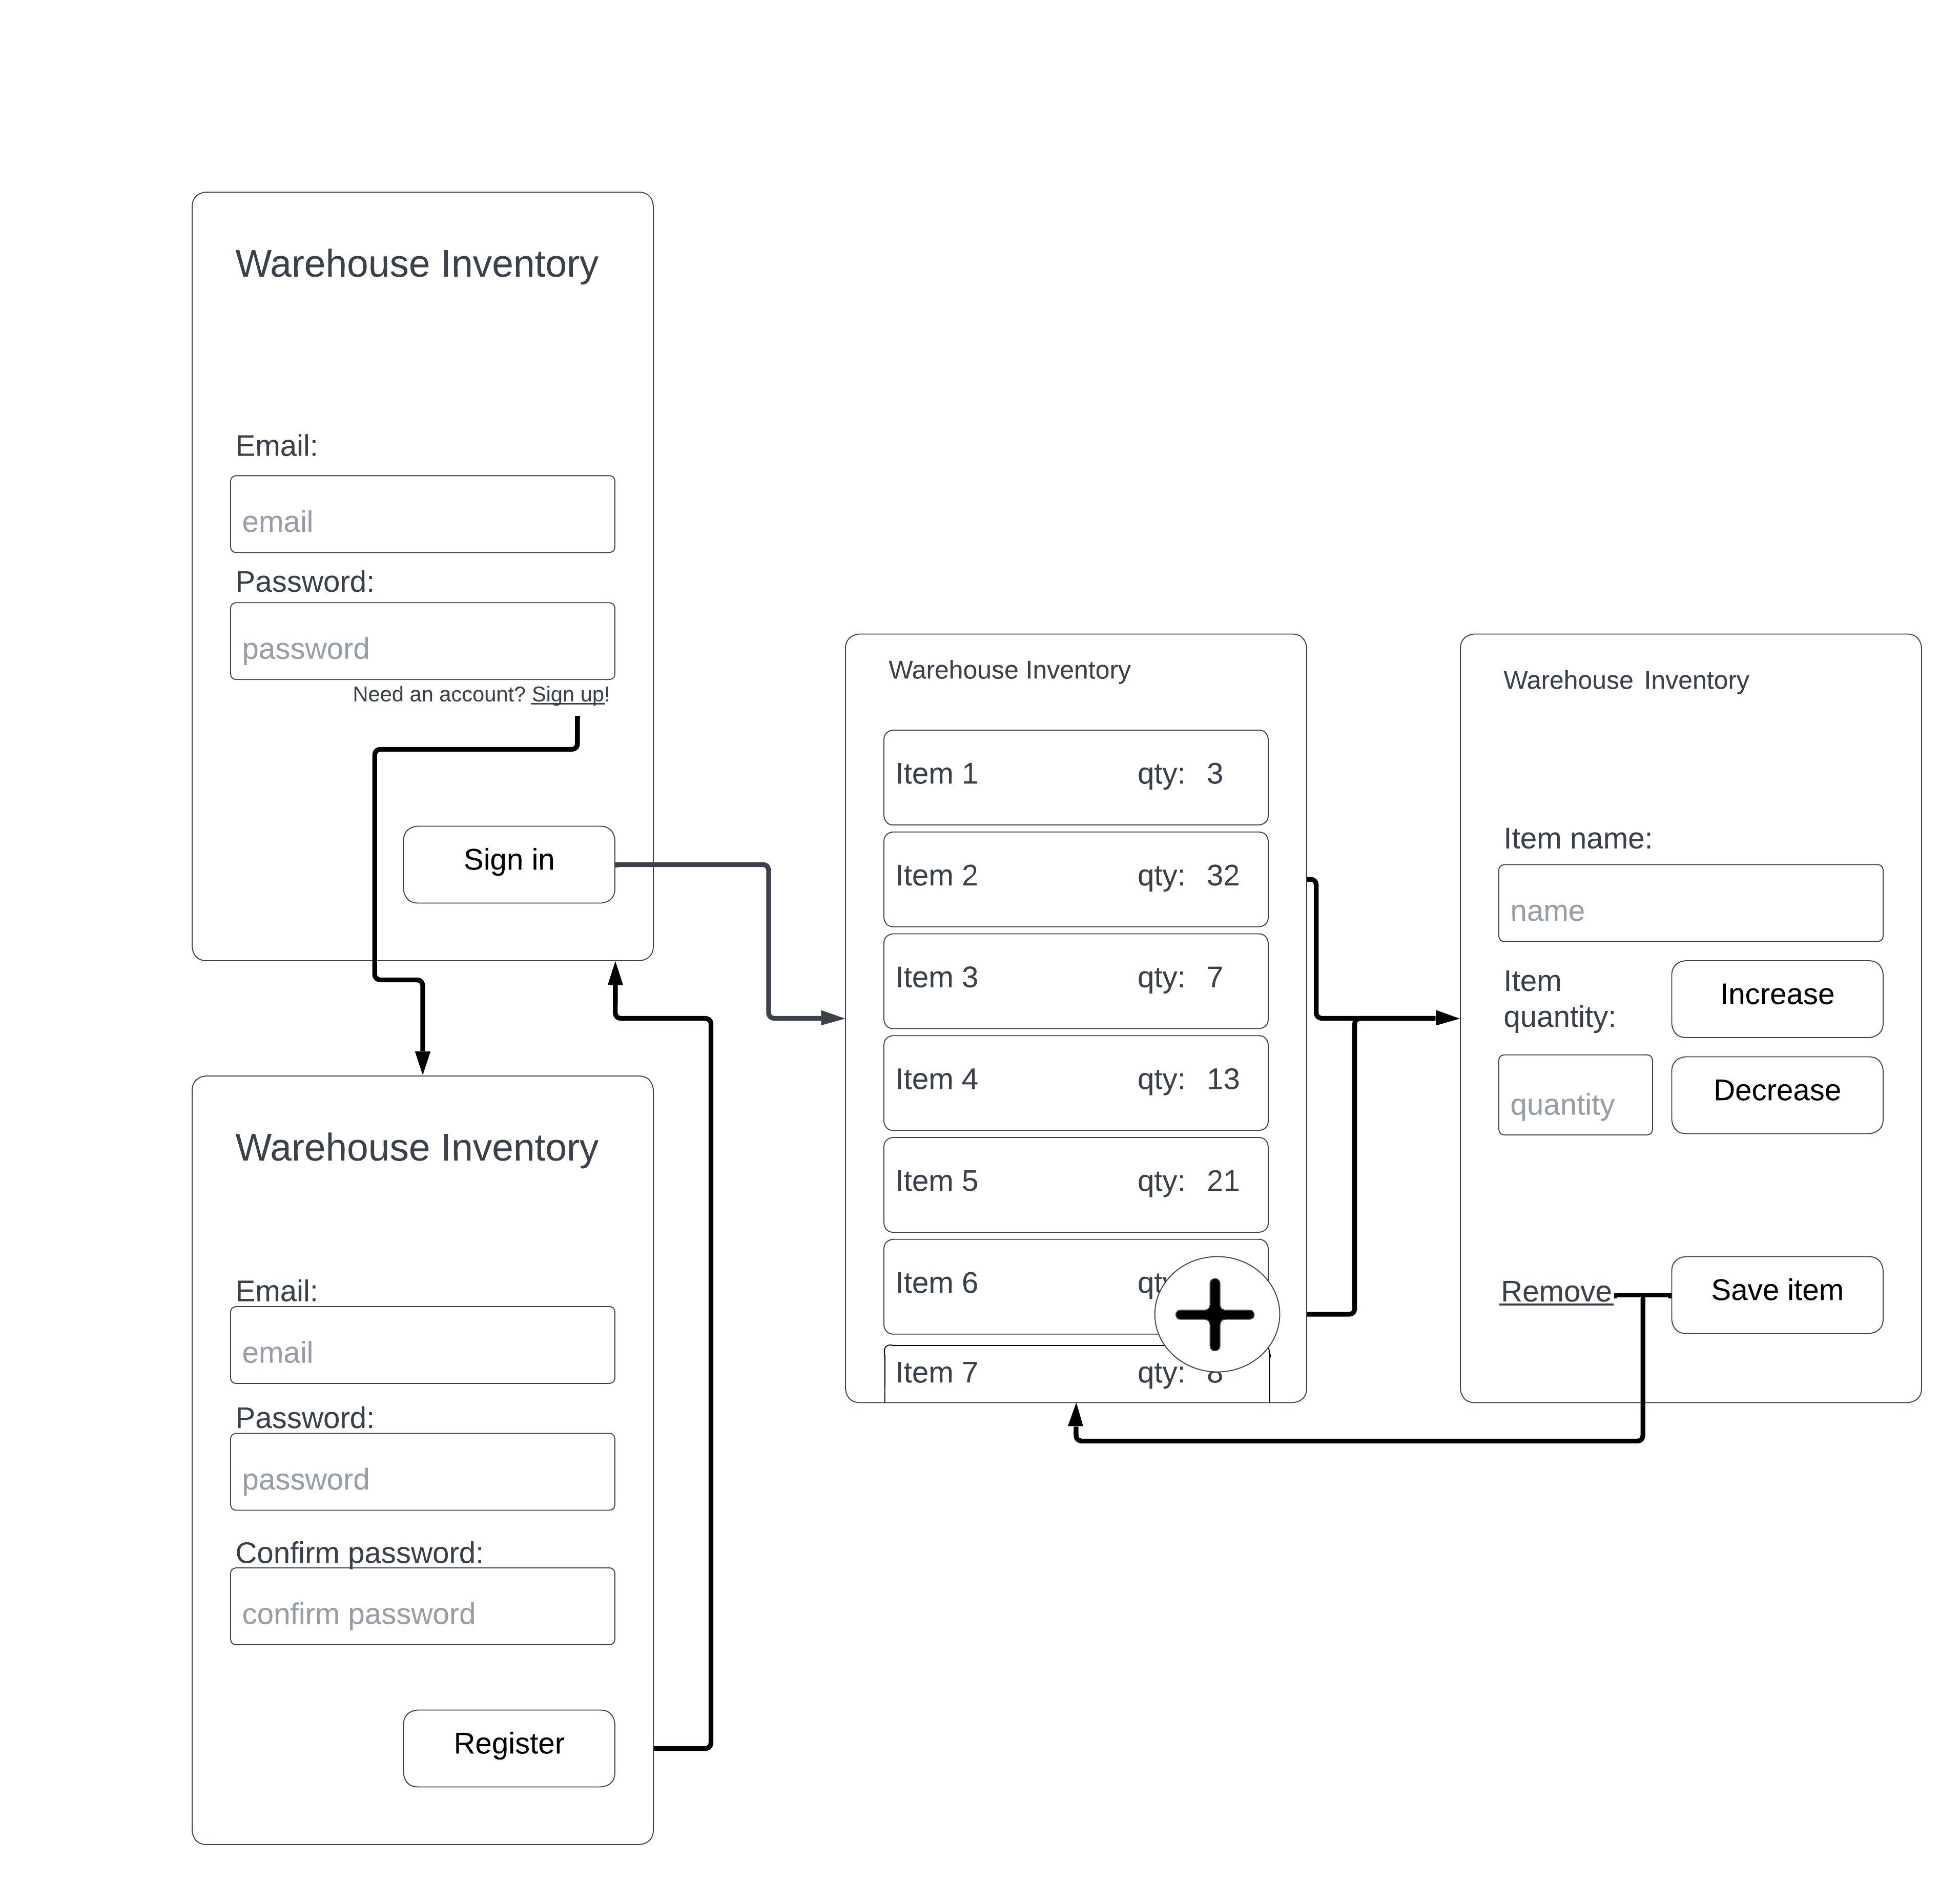 Warehouse Inventory
Email:
email
Password:
password
Need an account? Sign up!
Sign in
Warehouse Inventory
Email:
email
Password:
password
Confirm password:
confirm password
Register
Warehouse Inventory
Item 1 qty: 3
Item 2 qty: 32
Item 3 qty: 7
Item 4 qty: 13
Item 5 qty: 21
Item 6
Item 7 qty: 8
Warehouse Inventory
Item name:
name
Item
quantity:
Increase
quantity
Decrease
Remove
Save item